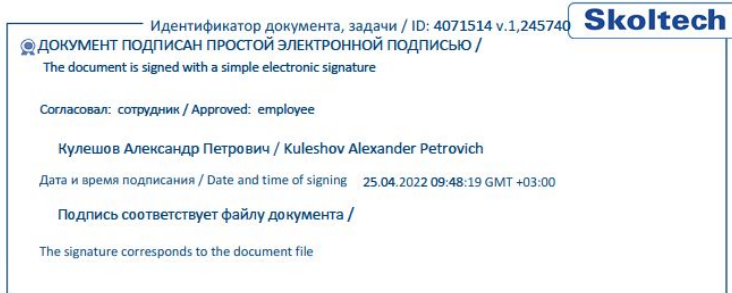 Идентификатор документа, задачи / ID: 4071514 v.1,245740
Skoltech
ДОКУМЕНТ ПОДПИСАН ПРОСТОЙ ЭЛЕКТРОННОЙ ПОДПИСЬЮ /
The document is signed with a simple electronic signature
Согласовал: сотрудник / Approved: employee
Кулешов Александр Петрович / Kuleshov Alexander Petrovich
Дата и время подписания / Date and time of signing 25.04.2022 09:48:19 GMT +03:00
Подпись соответствует файлу документа /
The signature corresponds to the document file